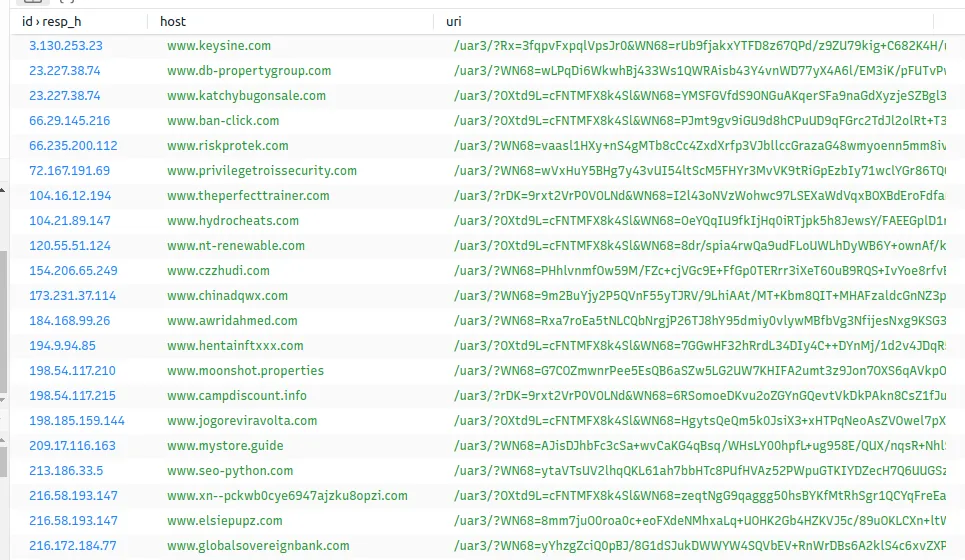 id › resp_h host uri
3.130.253.23 www.keysine.com /uar3/?Rx=3fqpvFxpqlVpsJr0&WN68=rUb9fjakxYTFD8z67QPd/z9ZU79kig+C682K4H/
23.227.38.74 www.db-propertygroup.com /uar3/?WN68=wLPqDi6WkwhBj433Ws1QWRAisb43Y4vnWD77yX4A6l/EM3iK/pFUTvP
23.227.38.74 www.katchybugonsale.com /uar3/?OXtd9L=cFNTMFX8k4Sl&WN68=YMSFGVfdS9ONGuAKqerSFa9naGdXyzjeSZBgl3
66.29.145.216 www.ban-click.com /uar3/?OXtd9L=cFNTMFX8k4Sl&WN68=PJmt9gv9iGU9d8hCPuUD9qFGrc2TdJl2olRt+T3
66.235.200.112 www.riskprotek.com /uar3/?OXtd9L=cFNTMFX8k4Sl&WN68=vaasl1HXy+nS4gMTb8cCc4ZxdXrfp3VJbllccGrazaG48wmyoenn5mm8iv
72.167.191.69 www.privilegetroissecurity.com /uar3/?WN68=wVxHuY5BHg7y43vUI54ltScM5FHYr3MvVK9tRiGpEzbIy71wclYGr86TQ
104.16.12.194 www.theperfecttrainer.com /uar3/?rDK=9rxt2VrP0VOLNd&WN68=I2l43oNVzWohwc97LSEXaWdVqxBOXBdEroFdfa
104.21.89.147 www.hydrocheats.com /uar3/?OXtd9L=cFNTMFX8k4Sl&WN68=OeYQqIU9fkIjHq0iRTjpk5h8JewsY/FAEEGplD1
120.55.51.124 www.nt-renewable.com /uar3/?OXtd9L=cFNTMFX8k4Sl&WN68=8dr/spia4rwQa9udFLoUWLhDyWB6Y+ownAf/k
154.206.65.249 www.czzhudi.com /uar3/?WN68=PHhlvnmfOw59M/FZc+cjVGc9E+FfGp0TERrr3iXeT60uB9RQS+IvYoe8rfv
173.231.37.114 www.chinadqwx.com /uar3/?WN68=9m2BuYjy2P5QVnF55yTJRV/9LhiAAt/MT+Kbm8QIT+MHAFzaldcGnNZ3p
184.168.99.26 www.awridahmed.com /uar3/?WN68=Rxa7roEa5tNLCQbNrgjP26TJ8hY95dmiy0vlywMBfbVg3NfijesNxg9KSG3
194.9.94.85 www.hentainftxxx.com /uar3/?OXtd9L=cFNTMFX8k4Sl&WN68=7GGwHF32hRrdL34DIy4C++DYnMj/1d2v4JDqR
198.54.117.210 www.moonshot.properties /uar3/?WN68=G7COZmwnrPee5EsQB6aSZw5LG2UW7KHIFA2umt3z9Jon7OXS6qAVkpO
198.54.117.215 www.campdiscount.info /uar3/?rDK=9rxt2VrP0VOLNd&WN68=6RSomoeDKvu2oZGYnGQevtVkDkPAkn8CsZ1fJu
198.185.159.144 www.jogoreviravolta.com /uar3/?OXtd9L=cFNTMFX8k4Sl&WN68=HgytsQeQm5k0JsiX3+xHTPqNeoAsZVOwel7pX
209.17.116.163 www.mystore.guide /uar3/?WN68=AJisDJhbFc3cSa+wvCaKG4qBsq/WHsLY00hpfL+ug958E/QUX/nqsR+Nhl
213.186.33.5 www.seo-python.com /uar3/?WN68=ytaVTsUV2lhqQKL61ah7bbHTc8PUfHVAz52PWpuGTKIYDZecH7Q6UUGSz
216.58.193.147 www.xn--pckwb0cye6947ajzku8opzi.com /uar3/?OXtd9L=cFNTMFX8k4Sl&WN68=zeqtNgG9qaggg50hsBYKfMtRhSgr1QCYqFreEa
216.58.193.147 www.elsiepupz.com /uar3/?WN68=8mm7juO0roa0c+eoFXdeNMhxaLq+UOHK2Gb4HZKVJ5c/89uOKLCXn+lt
216.172.184.77 www.globalsovereignbank.com /uar3/?WN68=yYhzgZciQ0pBJ/8G1dSJukDWWYW4SQVbEV+RnWrDBs6A2klS4c6xvZXP